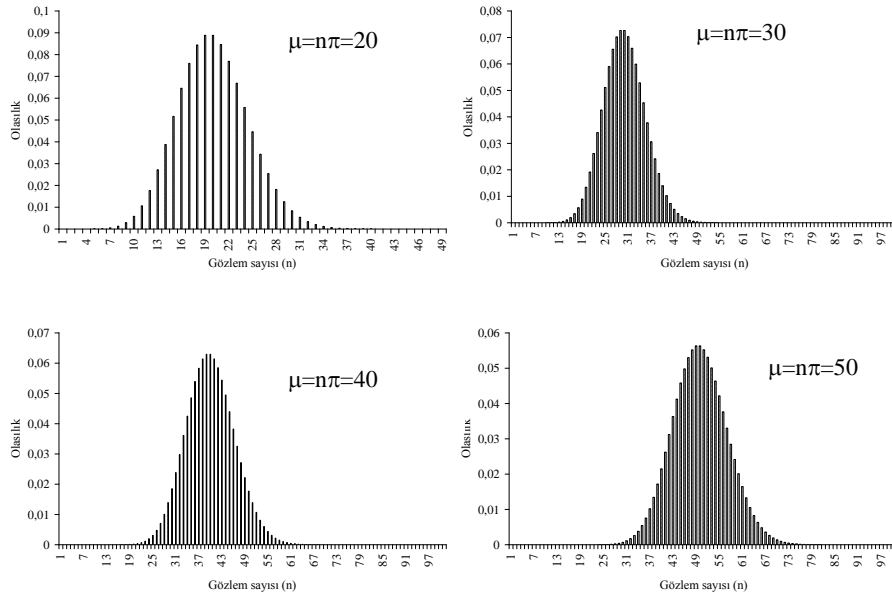 0,1
0,09
0,08
0,07
0,06
0,05
0,04
0,03
0,02
0,01
0
Olasılık
μ=nπ=20
1 4 7 10 13 16 19 22 25 28 31 34 37 40 43 46 49
Gözlem sayısı (n)
0,08
0,07
0,06
0,05
0,04
0,03
0,02
0,01
0
Olasılık
μ=nπ=30
1 7 13 19 25 31 37 43 49 55 61 67 73 79 85 91 97
Gözlem sayısı (n)
0,07
0,06
0,05
0,04
0,03
0,02
0,01
0
Olasılık
μ=nπ=40
1 7 13 19 25 31 37 43 49 55 61 67 73 79 85 91 97
Gözlem sayısı (n)
0,06
0,05
0,04
0,03
0,02
0,01
0
Olasılık
μ=nπ=50
1 7 13 19 25 31 37 43 49 55 61 67 73 79 85 91 97
Gözlem sayısı (n)